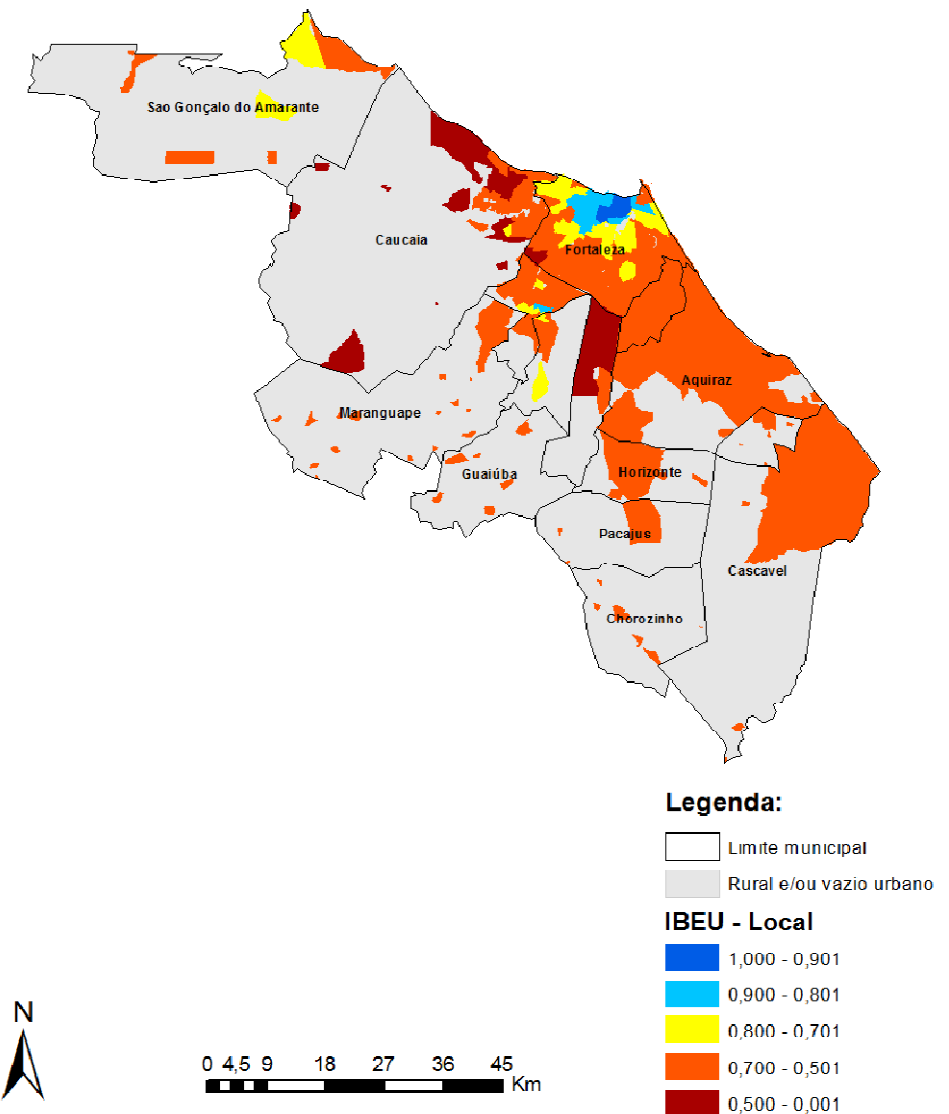 Sao Gonçalo do Amarante
Caucaia
Fortaleza
Aquiraz
Maranguape
Guaiúba
Horizonte
Pacajus
Cascavel
Chorozinho
Legenda:
Limite municipal
Rural e/ou vazio urbano
IBEU - Local
1,000 - 0,901
0,900 - 0,801
0,800 - 0,701
0,700 - 0,501
0,500 - 0,001
N
0 4,5 9 18 27 36 45
Km